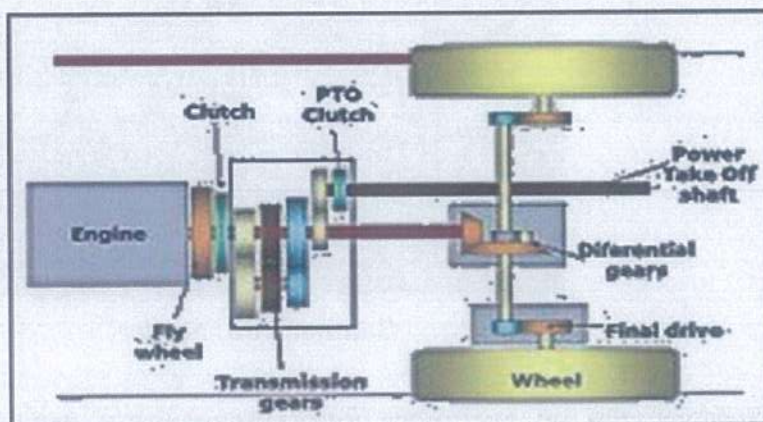 PTO
Clutch
Clutch
Power
Take Off
shaft
Engine
Diferential
gears
Fly
wheel
Final drive
Transmission
gears
Wheel